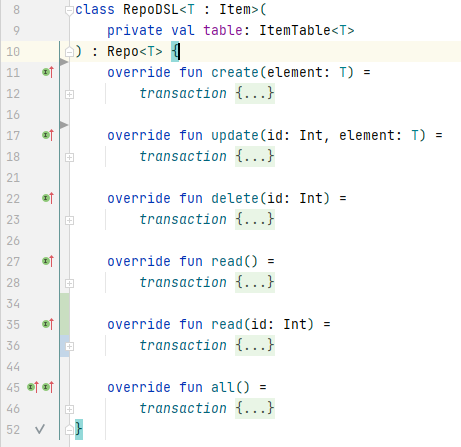 8 class RepoDSL<T : Item>(
9 private val table: ItemTable<T>
10 ) : Repo<T> {
11 override fun create(element: T) =
12 transaction {...}
16
17 override fun update(id: Int, element: T) =
18 transaction {...}
21
22 override fun delete(id: Int) =
23 transaction {...}
26
27 override fun read() =
28 transaction {...}
34
35 override fun read(id: Int) =
36 transaction {...}
44
45 override fun all() =
46 transaction {...}
52 }